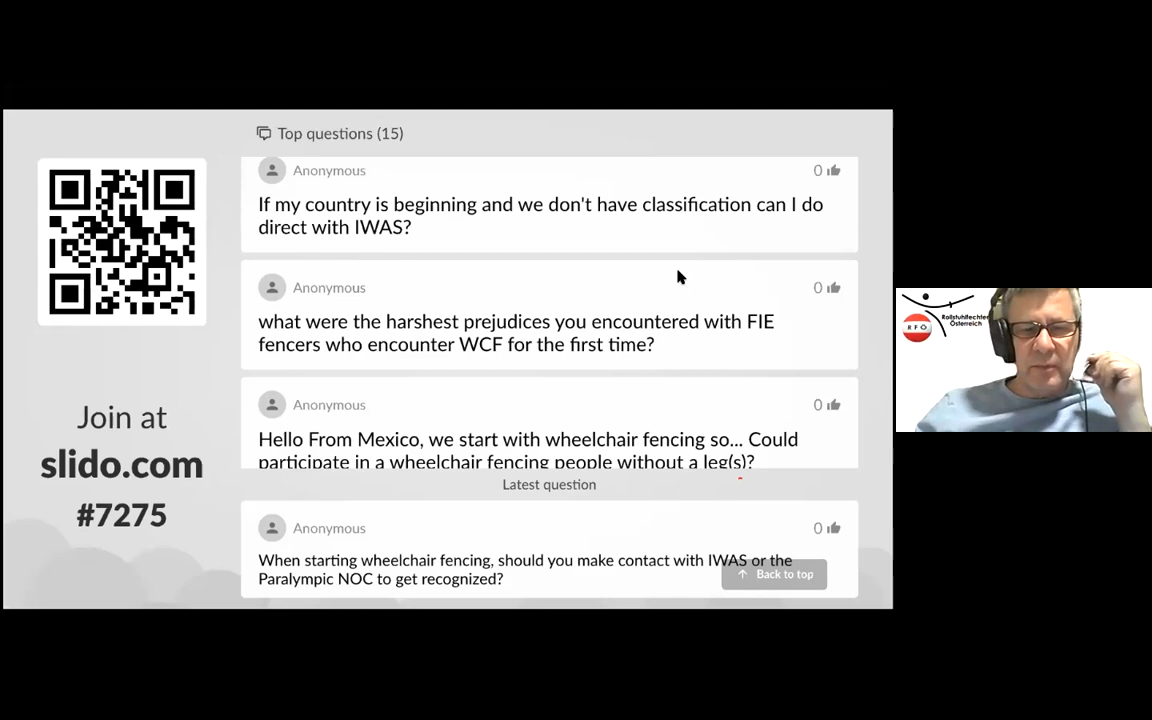 Top questions (15)
Anonymous
0
If my country is beginning and we don't have classification can I do
direct with IWAS?
Anonymous
0
what were the harshest prejudices you encountered with FIE
fencers who encounter WCF for the first time?
Anonymous
0
Hello From Mexico, we start with wheelchair fencing so... Could
participate in a wheelchair fencing people without a leg(s)?
Latest question
Anonymous
0
When starting wheelchair fencing, should you make contact with IWAS or the
Paralympic NOC to get recognized?
Back to top
Join at
slido.com
#7275
RFÖ
Rollstuhlfechten
Österreich